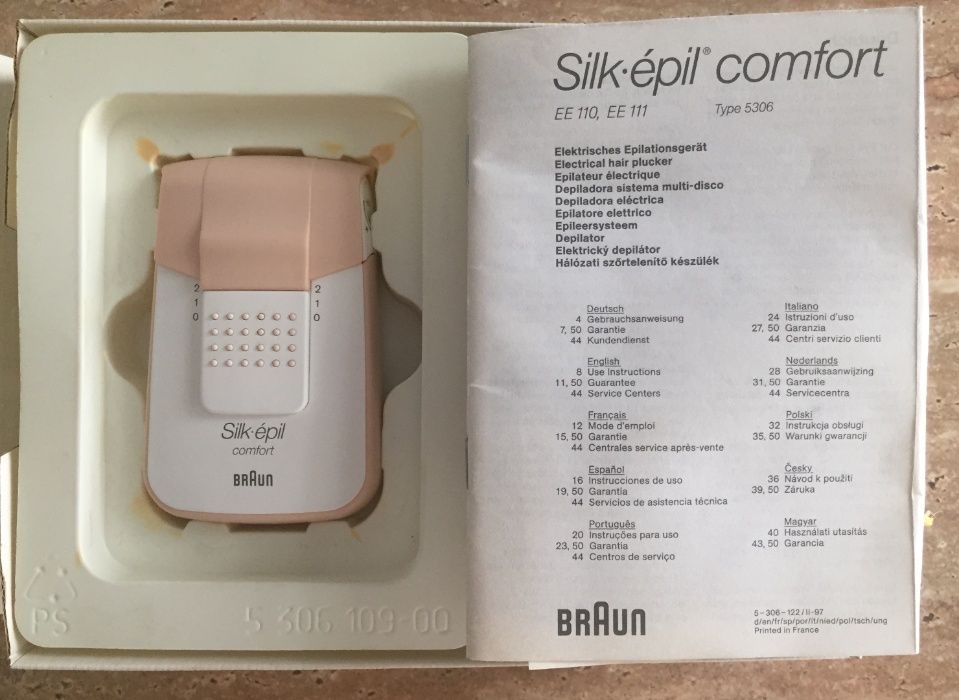 2 2
1 1
0 0
Silk·épil
comfort
BRAUN
PS
5 306 109-00
Silk·épil® comfort
EE 110, EE 111 Type 5306
Elektrisches Epilationsgerät
Electrical hair plucker
Epilateur électrique
Depiladora sistema multi-disco
Depiladora eléctrica
Epilatore elettrico
Epileersysteem
Depilator
Elektrický depilátor
Hálózati szőrtelenítő készülék
Deutsch
4 Gebrauchsanweisung
7, 50 Garantie
44 Kundendienst
English
8 Use Instructions
11, 50 Guarantee
44 Service Centers
Français
12 Mode d'emploi
15, 50 Garantie
44 Centrales service après-vente
Español
16 Instrucciones de uso
19, 50 Garantia
44 Servicios de asistencia técnica
Português
20 Instruções para uso
23, 50 Garantia
44 Centros de serviço
Italiano
24 Istruzioni d'uso
27, 50 Garanzia
44 Centri servizio clienti
Nederlands
28 Gebruiksaanwijzing
31, 50 Garantie
44 Servicecentra
Polski
32 Instrukcja obsługi
35, 50 Warunki gwarancji
Česky
36 Návod k použití
39, 50 Záruka
Magyar
40 Használati utasítás
43, 50 Garancia
BRAUN
5-306-122/II-97
d/en/fr/sp/por/it/nied/pol/tsch/ung
Printed in France